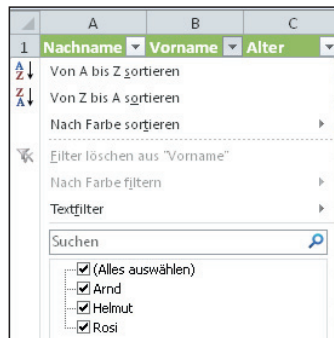 A B C
1 Nachname Vorname Alter
Von A bis Z sortieren
Von Z bis A sortieren
Nach Farbe sortieren
Filter löschen aus "Vorname"
Nach Farbe filtern
Textfilter
Suchen
(Alles auswählen)
Arnd
Helmut
Rosi